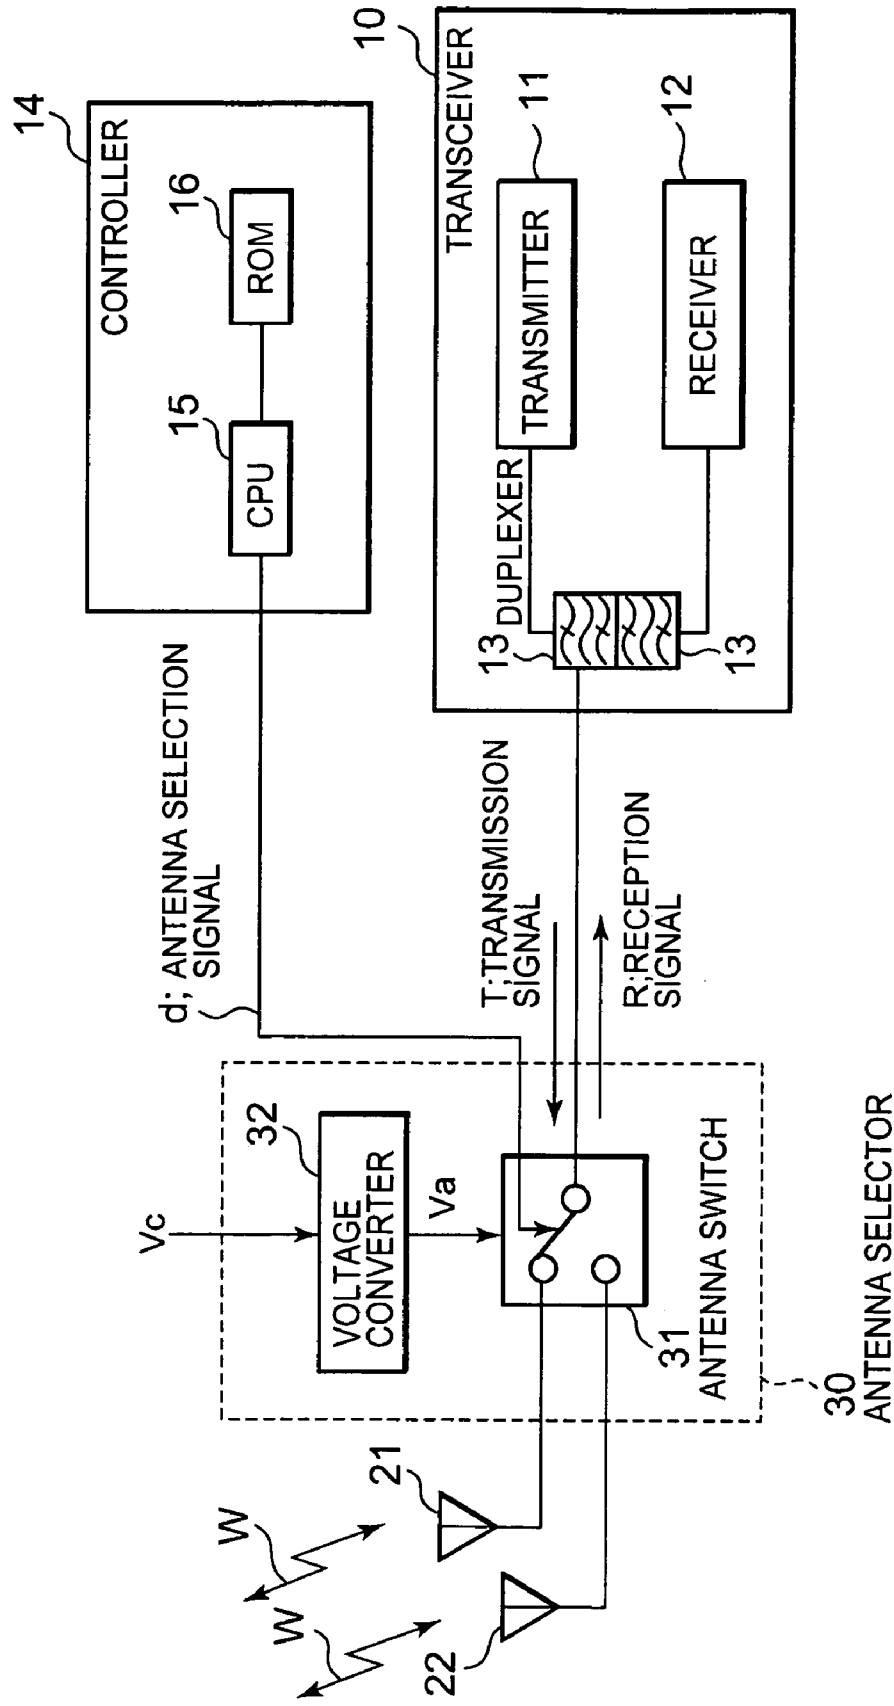 14
CONTROLLER
16
ROM
15
CPU
10
TRANSCEIVER
11
TRANSMITTER
12
RECEIVER
DUPLEXER
13
13
d; ANTENNA SELECTION
SIGNAL
T;TRANSMISSION
SIGNAL
R;RECEPTION
SIGNAL
Vc
32
VOLTAGE
CONVERTER
Va
31
ANTENNA SWITCH
30
ANTENNA SELECTOR
21
22
W
W